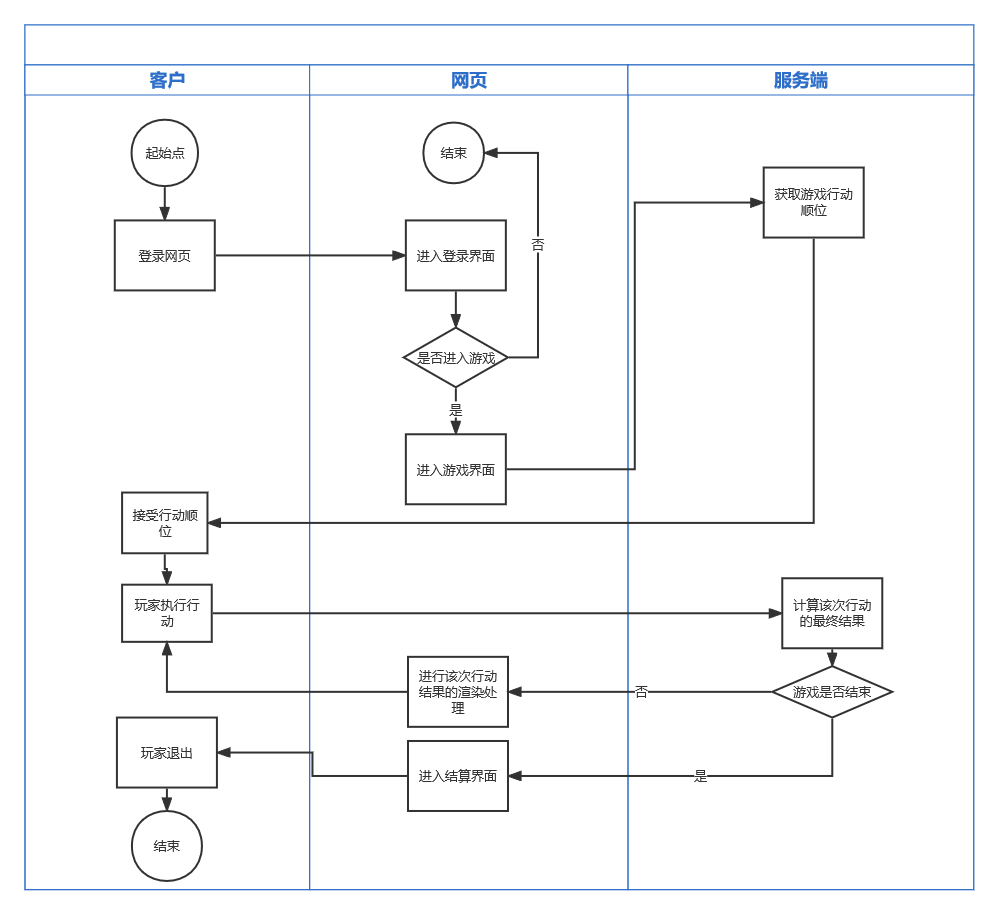 客户
网页
服务端
起始点
结束
获取游戏行动
顺位
登录网页
进入登录界面
否
是否进入游戏
是
进入游戏界面
接受行动顺
位
玩家执行行
动
计算该次行动
的最终结果
进行该次行动
结果的渲染处
理
否
游戏是否结束
玩家退出
进入结算界面
是
结束